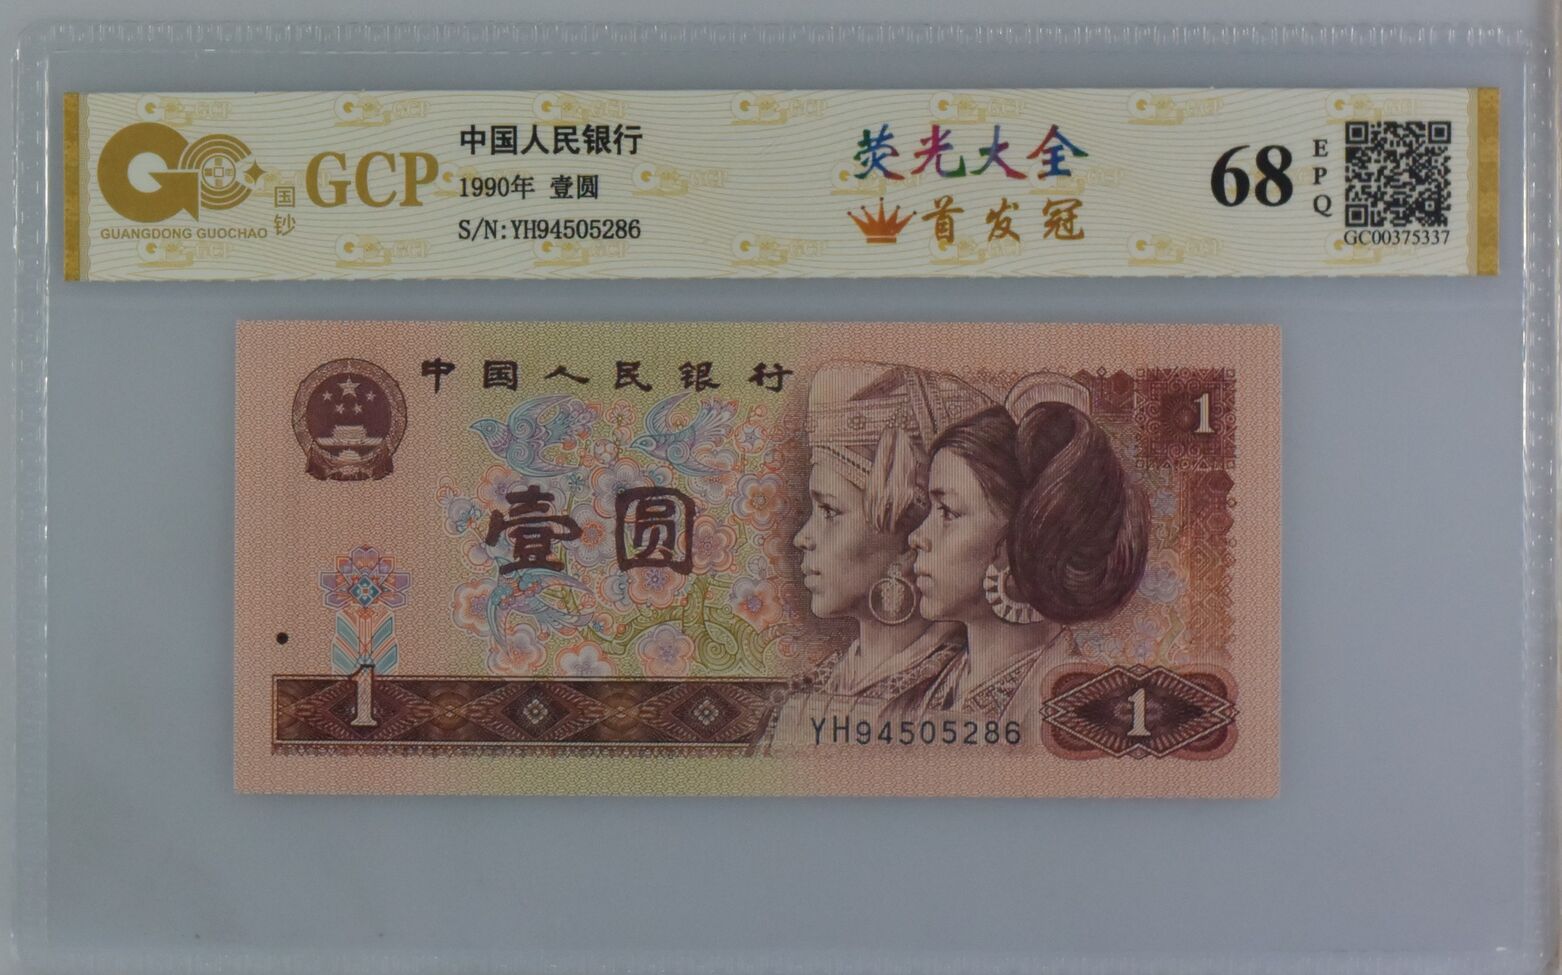 GCP
GUANGDONG GUOCHAO
国钞
中国人民银行
1990年 壹圆
S/N:YH94505286
荧光大全
首发冠
68
EPQ
GC00375337
中国人民银行
1
壹圆
1
YH94505286
1